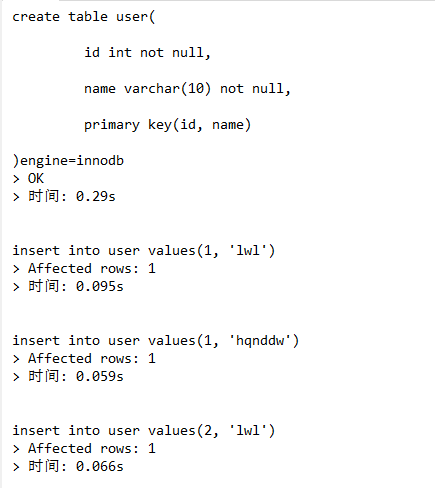 create table user(
id int not null,
name varchar(10) not null,
primary key(id, name)
)engine=innodb
> OK
> 时间: 0.29s
insert into user values(1, 'lwl')
> Affected rows: 1
> 时间: 0.095s
insert into user values(1, 'hqnddw')
> Affected rows: 1
> 时间: 0.059s
insert into user values(2, 'lwl')
> Affected rows: 1
> 时间: 0.066s